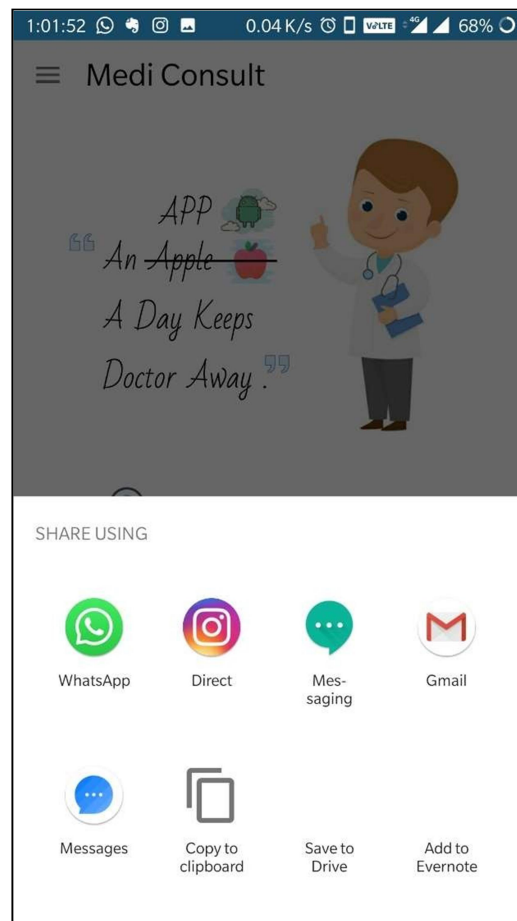 1:01:52 0.04 K/s VoLTE 4G 68%
Medi Consult
APP
“ An Apple
A Day Keeps
Doctor Away . ”
SHARE USING
WhatsApp Direct Mes- Gmail
saging
Messages Copy to Save to Add to
clipboard Drive Evernote